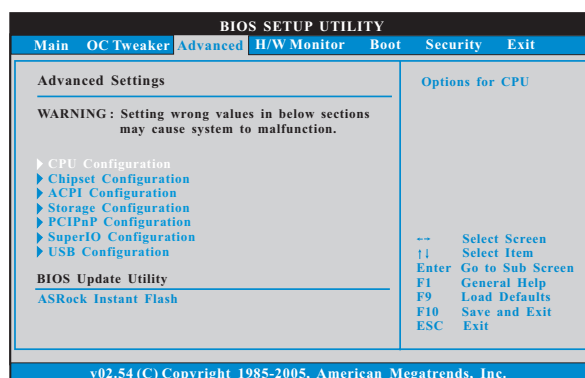 BIOS SETUP UTILITY
Main OC Tweaker Advanced H/W Monitor Boot Security Exit
Advanced Settings
WARNING : Setting wrong values in below sections
may cause system to malfunction.
CPU Configuration
Chipset Configuration
ACPI Configuration
Storage Configuration
PCIPnP Configuration
SuperIO Configuration
USB Configuration
BIOS Update Utility
ASRock Instant Flash
Options for CPU
←→ Select Screen
↑↓ Select Item
Enter Go to Sub Screen
F1 General Help
F9 Load Defaults
F10 Save and Exit
ESC Exit
v02.54 (C) Copyright 1985-2005, American Megatrends, Inc.